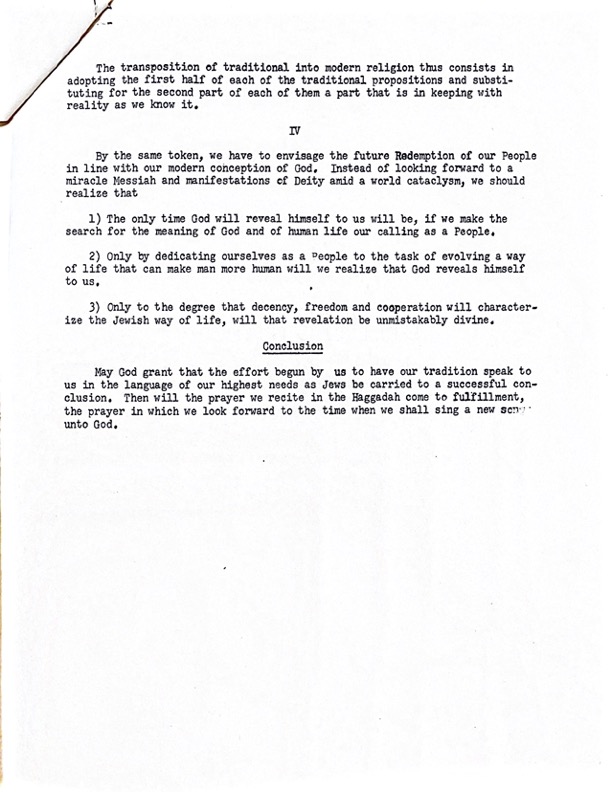 The transposition of traditional into modern religion thus consists in
adopting the first half of each of the traditional propositions and substi-
tuting for the second part of each of them a part that is in keeping with
reality as we know it.
IV
By the same token, we have to envisage the future Redemption of our People
in line with our modern conception of God. Instead of looking forward to a
miracle Messiah and manifestations of Deity amid a world cataclysm, we should
realize that
1) The only time God will reveal himself to us will be, if we make the
search for the meaning of God and of human life our calling as a People.
2) Only by dedicating ourselves as a People to the task of evolving a way
of life that can make man more human will we realize that God reveals himself
to us.
3) Only to the degree that decency, freedom and cooperation will character-
ize the Jewish way of life, will that revelation be unmistakably divine.
Conclusion
May God grant that the effort begun by us to have our tradition speak to
us in the language of our highest needs as Jews be carried to a successful con-
clusion. Then will the prayer we recite in the Haggadah come to fulfillment,
the prayer in which we look forward to the time when we shall sing a new
unto God.